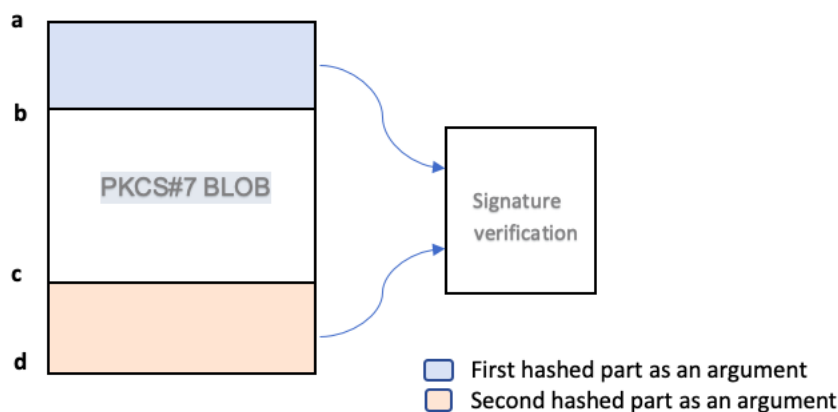 a
b
PKCS#7 BLOB
Signature
verification
c
d
First hashed part as an argument
Second hashed part as an argument